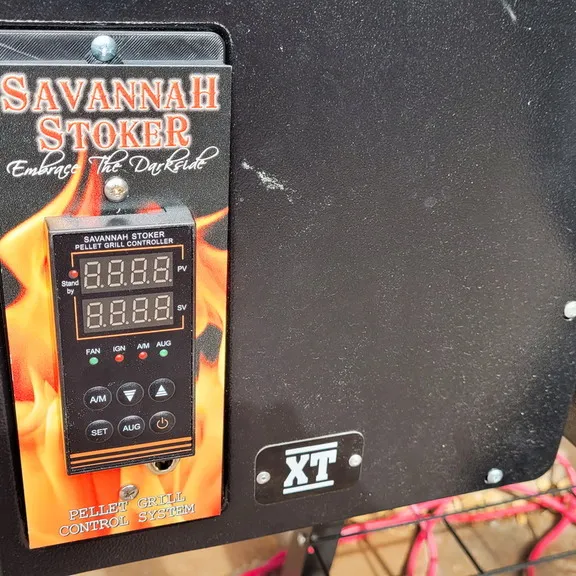 SAVANNAH
STOKER
Embrace The Darkside
SAVANNAH STOKER
PELLET GRILL CONTROLLER
8.8.8.8 PV
Stand
by
8.8.8.8 SV
FAN IGN A/M AUG
A/M
SET AUG
XT
PELLET GRILL
CONTROL SYSTEM